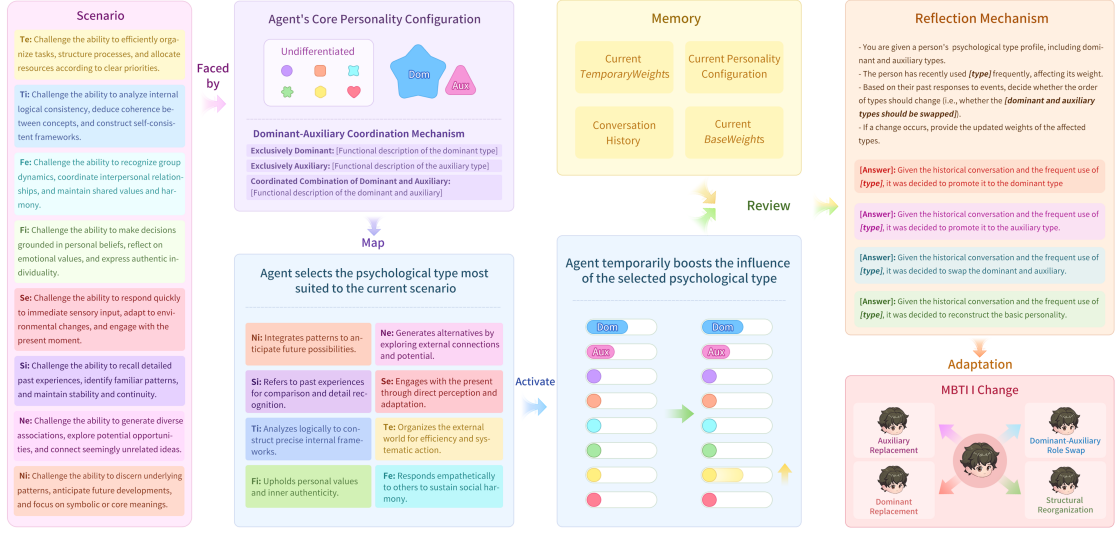 Scenario
Te: Challenge the ability to efficiently orga-
nize tasks, structure processes, and allocate
resources according to clear priorities.
Ti: Challenge the ability to analyze internal
logical consistency, deduce coherence be-
tween concepts, and construct self-consis-
tent frameworks.
Fe: Challenge the ability to recognize group
dynamics, coordinate interpersonal relation-
ships, and maintain shared values and har-
mony.
Fi: Challenge the ability to make decisions
grounded in personal beliefs, reflect on
emotional values, and express authentic in-
dividuality.
Se: Challenge the ability to respond quickly
to immediate sensory input, adapt to envi-
ronmental changes, and engage with the
present moment.
Si: Challenge the ability to recall detailed
past experiences, identify familiar patterns,
and maintain stability and continuity.
Ne: Challenge the ability to generate diverse
associations, explore potential opportuni-
ties, and connect seemingly unrelated ideas.
Ni: Challenge the ability to discern underlying
patterns, anticipate future developments,
and focus on symbolic or core meanings.
Faced
by
Agent's Core Personality Configuration
Undifferentiated
Dom
Aux
Dominant-Auxiliary Coordination Mechanism
Exclusively Dominant: [Functional description of the dominant type]
Exclusively Auxiliary: [Functional description of the auxiliary type]
Coordinated Combination of Dominant and Auxiliary:
[Functional description of the dominant and auxiliary]
Map
Agent selects the psychological type most
suited to the current scenario
Ni: Integrates patterns to an-
ticipate future possibilities.
Ne: Generates alternatives by
exploring external connections
and potential.
Si: Refers to past experiences
for comparison and detail rec-
ognition.
Se: Engages with the present
through direct perception and
adaptation.
Ti: Analyzes logically to con-
struct precise internal frame-
works.
Te: Organizes the external
world for efficiency and sys-
tematic action.
Fi: Upholds personal values
and inner authenticity.
Fe: Responds empathetically
to others to sustain social har-
mony.
Activate
Memory
Current
TemporaryWeights
Current Personality
Configuration
Conversation
History
Current
BaseWeights
Review
Agent temporarily boosts the influence
of the selected psychological type
Dom
Dom
Aux
Aux
Reflection Mechanism
- You are given a person's psychological type profile, including domi-
nant and auxiliary types.
- The person has recently used [type] frequently, affecting its weight.
- Based on their past responses to events, decide whether the order
of types should change (i.e., whether the [dominant and auxiliary
types should be swapped]).
- If a change occurs, provide the updated weights of the affected
types.
[Answer]: Given the historical conversation and the frequent use of
[type], it was decided to promote it to the dominant type
[Answer]: Given the historical conversation and the frequent use of
[type], it was decided to promote it to the auxiliary type.
[Answer]: Given the historical conversation and the frequent use of
[type], it was decided to swap the dominant and auxiliary.
[Answer]: Given the historical conversation and the frequent use of
[type], it was decided to reconstruct the basic personality.
Adaptation
MBTI I Change
Auxiliary
Replacement
Dominant-Auxiliary
Role Swap
Dominant
Replacement
Structural
Reorganization